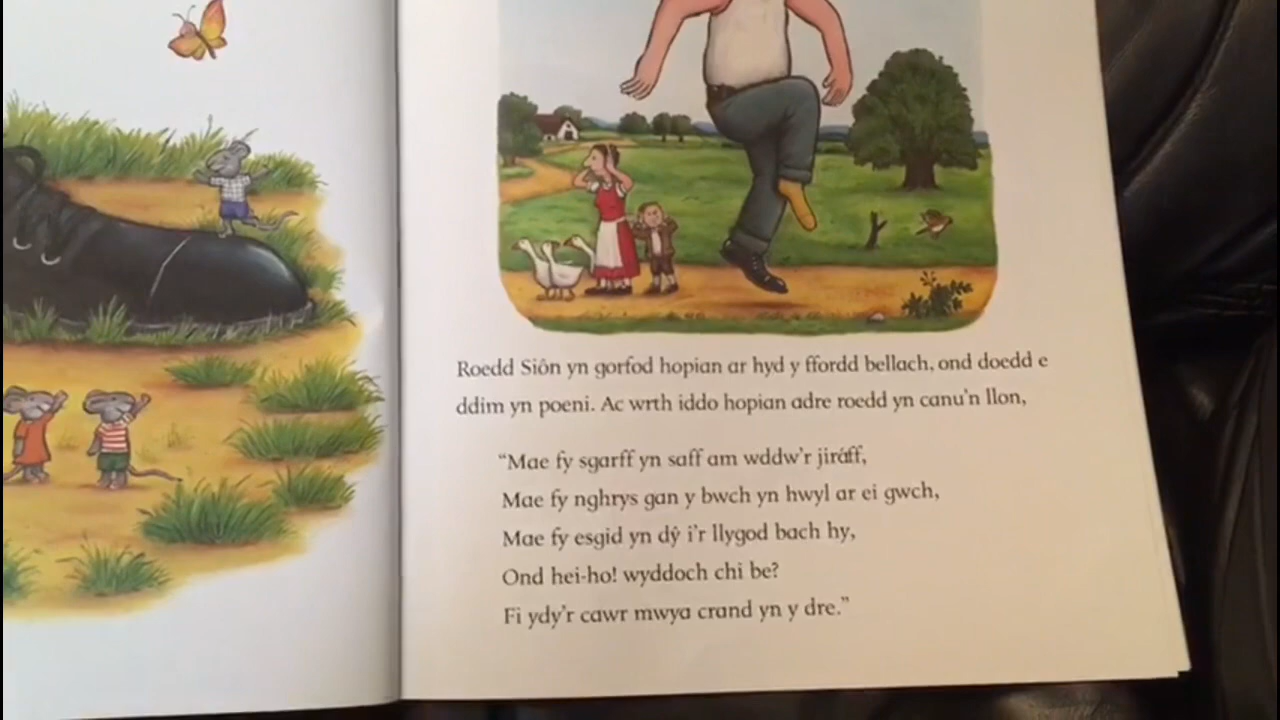 Roedd Siôn yn gorfod hopian ar hyd y ffordd bellach, ond doedd e
ddim yn poeni. Ac wrth iddo hopian adre roedd yn canu'n llon,
“Mae fy sgarff yn saff am wddw'r jiráff,
Mae fy nghrys gan y bwch yn hwyl ar ei gwch,
Mae fy esgid yn dŷ i'r llygod bach hy,
Ond hei-ho! wyddoch chi be?
Fi ydy'r cawr mwya crand yn y dre.”